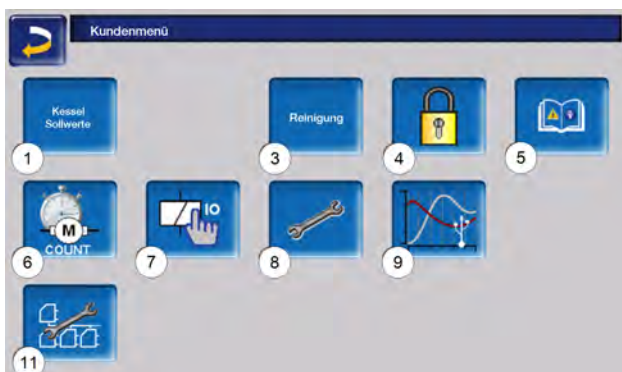 Kundenmenü
Kessel
Sollwerte
Reinigung
1
3
4
5
M
IO
COUNT
6
7
8
9
11